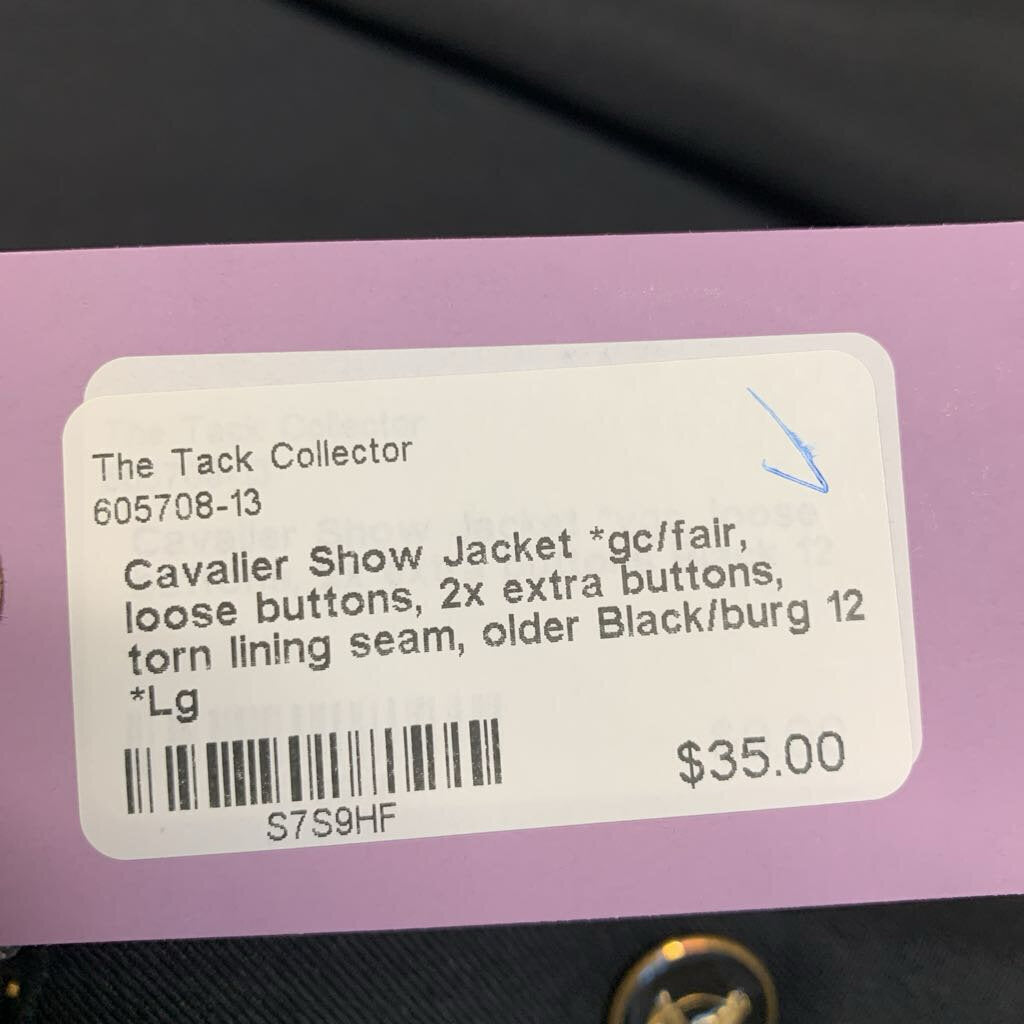 The Tack Collector
605708-13
Cavalier Show Jacket *gc/fair,
loose buttons, 2x extra buttons,
torn lining seam, older Black/burg 12
*Lg
$35.00
S7S9HF